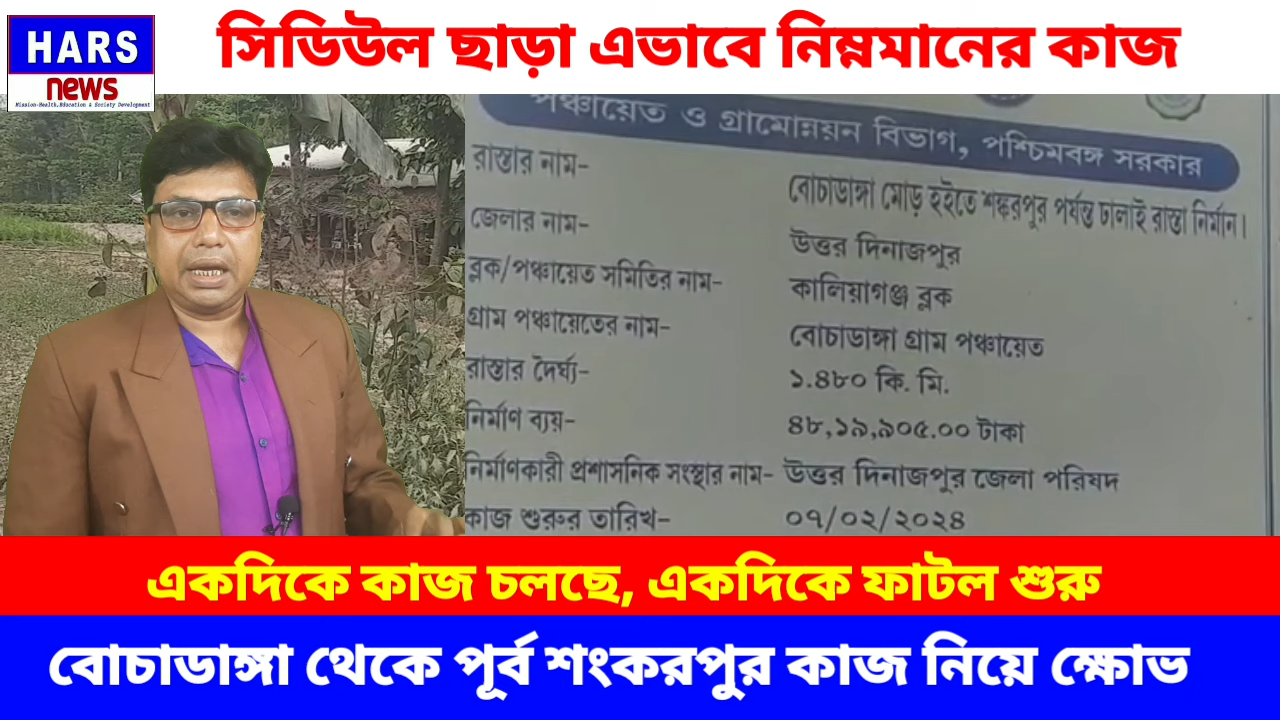 HARS
news
Mission-Health,Education & Society Development
সিডিউল ছাড়া এভাবে নিম্নমানের কাজ
পঞ্চায়েত ও গ্রামোন্নয়ন বিভাগ, পশ্চিমবঙ্গ সরকার
রাস্তার নাম- বোচাডাঙ্গা মোড় হইতে শঙ্করপুর পর্যন্ত ঢালাই রাস্তা নির্মান।
জেলার নাম- উত্তর দিনাজপুর
ব্লক/পঞ্চায়েত সমিতির নাম- কালিয়াগঞ্জ ব্লক
গ্রাম পঞ্চায়েতের নাম- বোচাডাঙ্গা গ্রাম পঞ্চায়েত
রাস্তার দৈর্ঘ্য- ১.৪৮০ কি. মি.
নির্মাণ ব্যয়- ৪৮,১৯,৯০৫.০০ টাকা
নির্মাণকারী প্রশাসনিক সংস্থার নাম- উত্তর দিনাজপুর জেলা পরিষদ
কাজ শুরুর তারিখ- ০৭/০২/২০২৪
একদিকে কাজ চলছে, একদিকে ফাটল শুরু
বোচাডাঙ্গা থেকে পূর্ব শংকরপুর কাজ নিয়ে ক্ষোভ